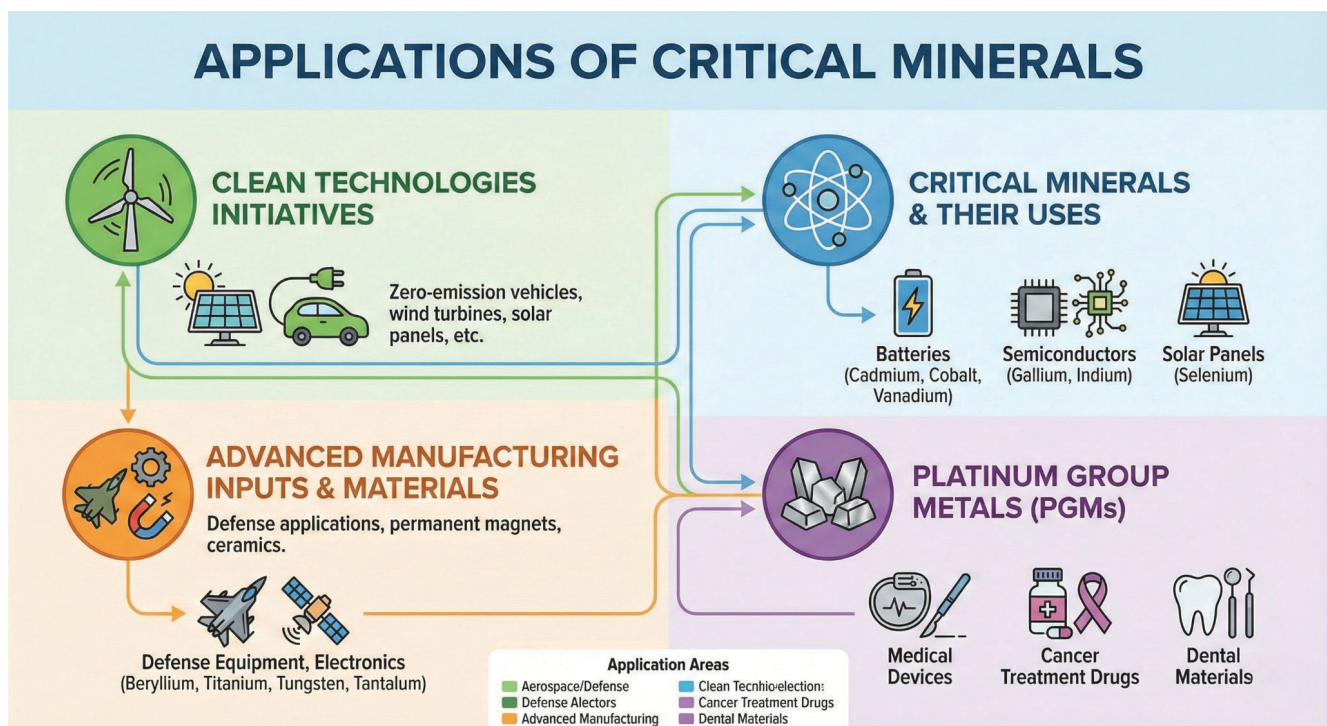 APPLICATIONS OF CRITICAL MINERALS
CLEAN TECHNOLOGIES
INITIATIVES
Zero-emission vehicles,
wind turbines, solar
panels, etc.
CRITICAL MINERALS
& THEIR USES
Batteries
(Cadmium, Cobalt,
Vanadium)
Semiconductors
(Gallium, Indium)
Solar Panels
(Selenium)
ADVANCED MANUFACTURING
INPUTS & MATERIALS
Defense applications, permanent magnets,
ceramics.
Defense Equipment, Electronics
(Beryllium, Titanium, Tungsten, Tantalum)
PLATINUM GROUP
METALS (PGMs)
Medical
Devices
Cancer
Treatment Drugs
Dental
Materials
Application Areas
Aerospace/Defense
Defense Alectors
Advanced Manufacturing
Clean
Cancer Treatment Drugs
Dental Materials